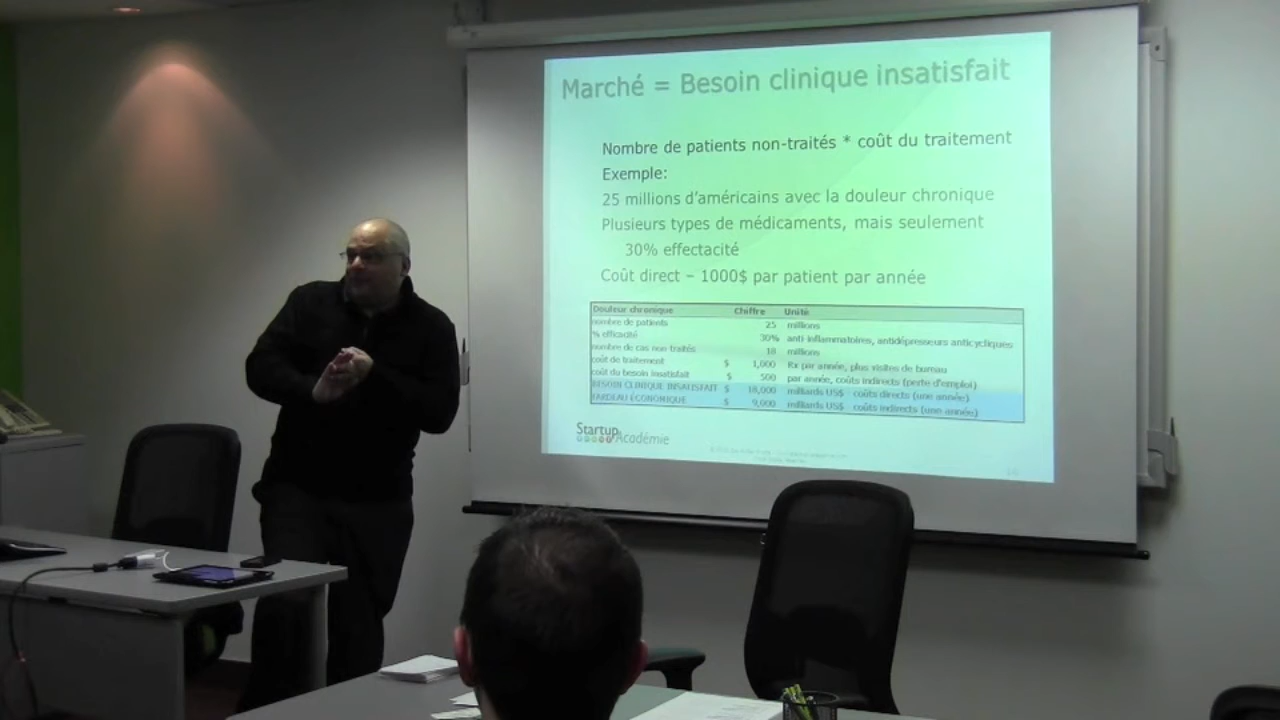 Marché = Besoin clinique insatisfait
Nombre de patients non-traités * coût du traitement
Exemple:
25 millions d'américains avec la douleur chronique
Plusieurs types de médicaments, mais seulement
30% effectacité
Coût direct – 1000$ par patient par année
Douleur chronique Chiffre Unité
nombre de patients 25 millions
% efficacité 30% anti-inflammatoires, antidépresseurs anticycliques
nombre de cas non-traités 18 millions
coût de traitement $ 1,000 Rx par année, plus visites de bureau
coût du besoin insatisfait $ 500 par année, coûts indirects (perte d'emploi)
BESOIN CLINIQUE INSATISFAIT $ 18,000 milliards US$ - coûts directs (une année)
FARDEAU ÉCONOMIQUE $ 9,000 milliards US$ - coûts indirects (une année)
Startup
Académie